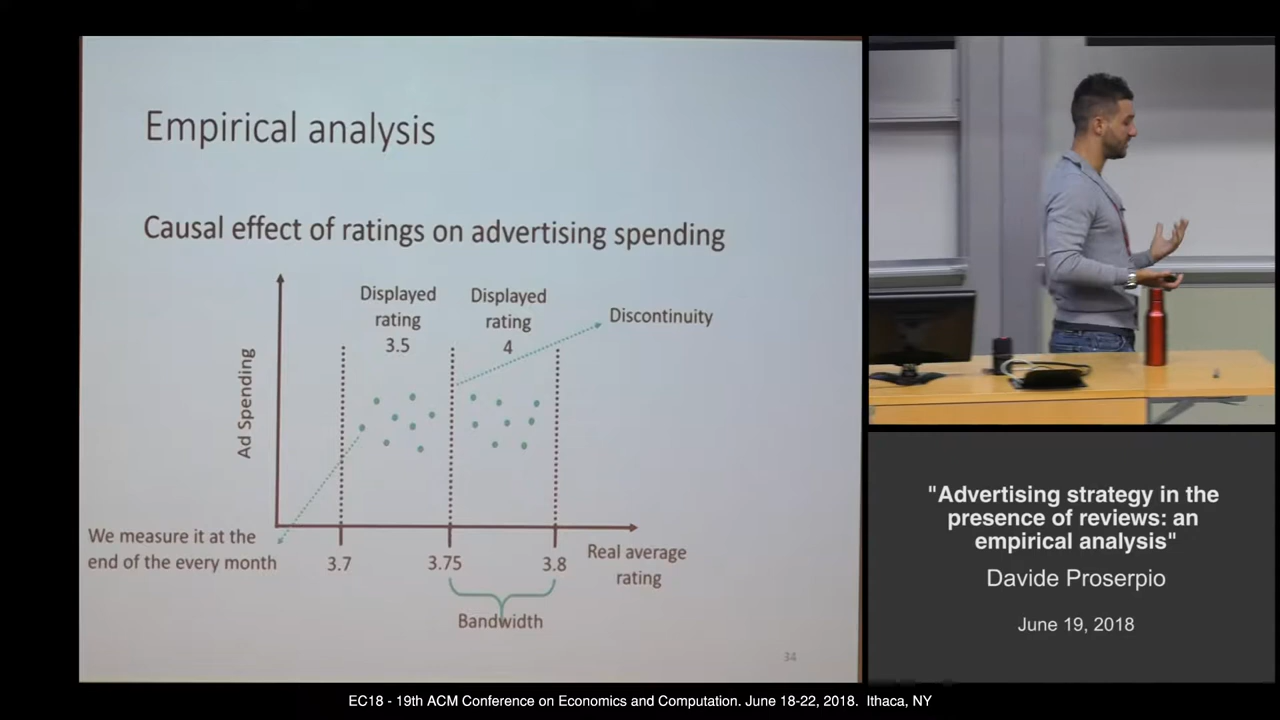 Empirical analysis
Causal effect of ratings on advertising spending
Displayed
rating
3.5
Displayed
rating
4
Discontinuity
Ad Spending
We measure it at the
end of the every month
3.7
3.75
3.8
Real average
rating
Bandwidth
34
"Advertising strategy in the
presence of reviews: an
empirical analysis"
Davide Proserpio
June 19, 2018
EC18 - 19th ACM Conference on Economics and Computation. June 18-22, 2018. Ithaca, NY